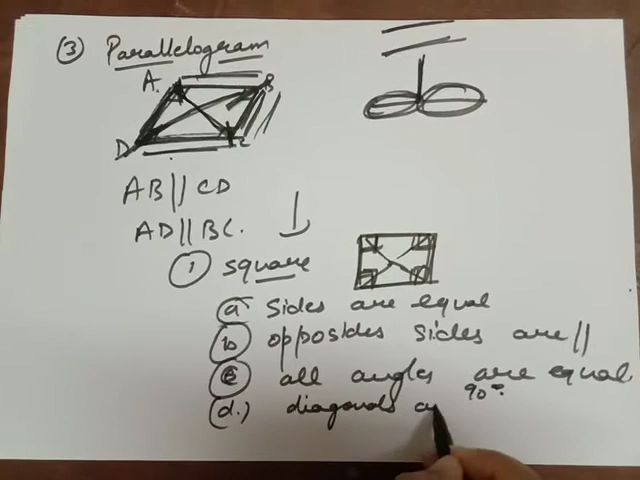 ③ Parallelogram
A. B
D C
AB || CD
AD || BC.
① square
ⓐ Sides are equal
ⓑ opposides sides are ||
ⓒ all angles are equal
90°.
(d.) diagonals a